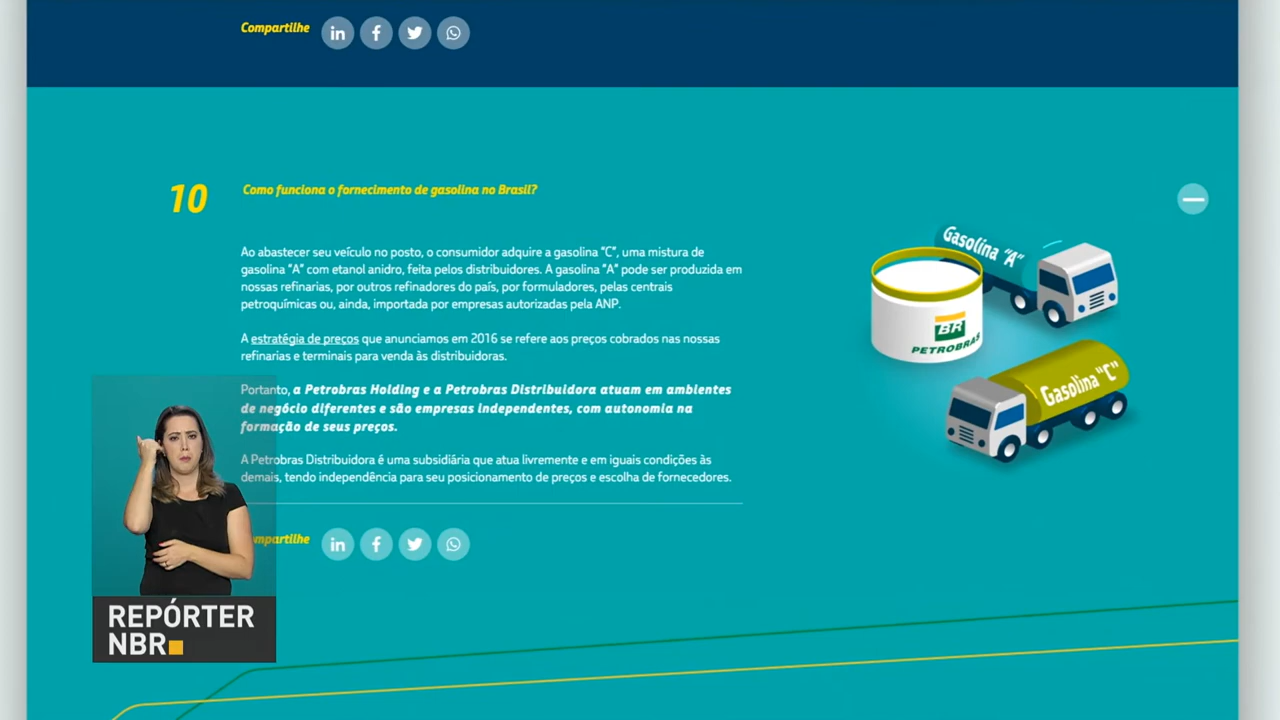 Compartilhe
10
Como funciona o fornecimento de gasolina no Brasil?
Ao abastecer seu veículo no posto, o consumidor adquire a gasolina “C”, uma mistura de
gasolina “A” com etanol anidro, feita pelos distribuidores. A gasolina “A” pode ser produzida em
nossas refinarias, por outros refinadores do país, por formuladores, pelas centrais
petroquímicas ou, ainda, importada por empresas autorizadas pela ANP.
A estratégia de preços que anunciamos em 2016 se refere aos preços cobrados nas nossas
refinarias e terminais para venda às distribuidoras.
Portanto, a Petrobras Holding e a Petrobras Distribuidora atuam em ambientes
de negócio diferentes e são empresas independentes, com autonomia na
formação de seus preços.
A Petrobras Distribuidora é uma subsidiária que atua livremente e em iguais condições às
demais, tendo independência para seu posicionamento de preços e escolha de fornecedores.
Compartilhe
Gasolina “A”
BR
PETROBRAS
Gasolina “C”
REPÓRTER
NBR